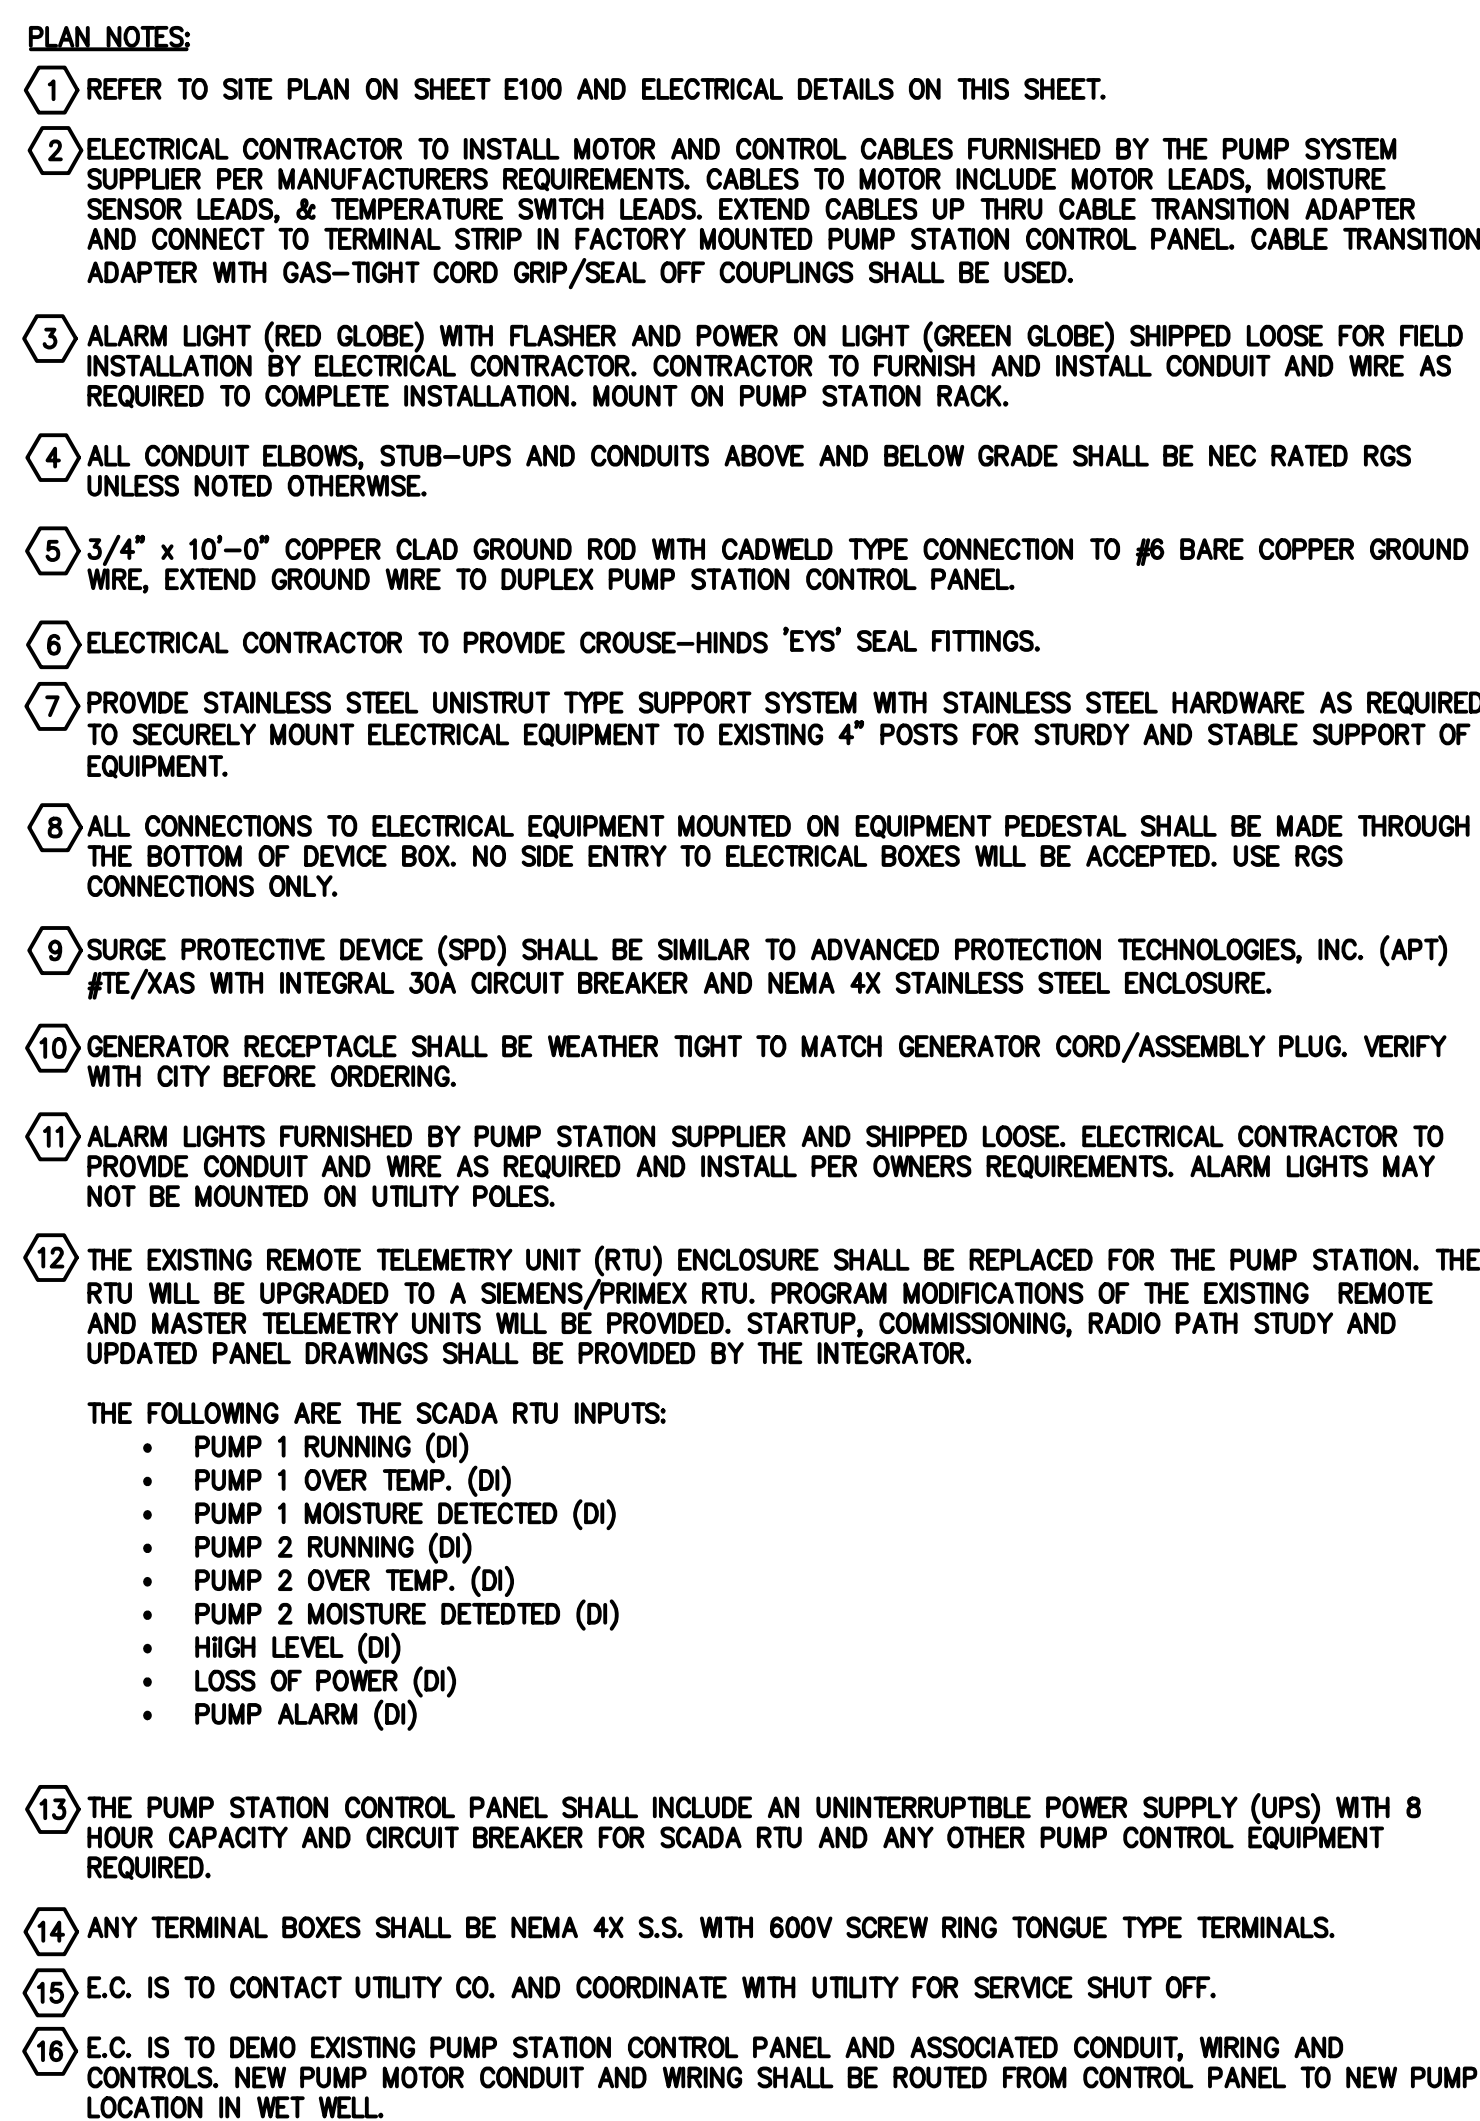 PLAN NOTES:
1 REFER TO SITE PLAN ON SHEET E100 AND ELECTRICAL DETAILS ON THIS SHEET.
2 ELECTRICAL CONTRACTOR TO INSTALL MOTOR AND CONTROL CABLES FURNISHED BY THE PUMP SYSTEM
SUPPLIER PER MANUFACTURERS REQUIREMENTS. CABLES TO MOTOR INCLUDE MOTOR LEADS, MOISTURE
SENSOR LEADS, & TEMPERATURE SWITCH LEADS. EXTEND CABLES UP THRU CABLE TRANSITION ADAPTER
AND CONNECT TO TERMINAL STRIP IN FACTORY MOUNTED PUMP STATION CONTROL PANEL. CABLE TRANSITION
ADAPTER WITH GAS-TIGHT CORD GRIP/SEAL OFF COUPLINGS SHALL BE USED.
3 ALARM LIGHT (RED GLOBE) WITH FLASHER AND POWER ON LIGHT (GREEN GLOBE) SHIPPED LOOSE FOR FIELD
INSTALLATION BY ELECTRICAL CONTRACTOR. CONTRACTOR TO FURNISH AND INSTALL CONDUIT AND WIRE AS
REQUIRED TO COMPLETE INSTALLATION. MOUNT ON PUMP STATION RACK.
4 ALL CONDUIT ELBOWS, STUB-UPS AND CONDUITS ABOVE AND BELOW GRADE SHALL BE NEC RATED RGS
UNLESS NOTED OTHERWISE.
5 3/4" x 10'-0" COPPER CLAD GROUND ROD WITH CADWELD TYPE CONNECTION TO #6 BARE COPPER GROUND
WIRE, EXTEND GROUND WIRE TO DUPLEX PUMP STATION CONTROL PANEL.
6 ELECTRICAL CONTRACTOR TO PROVIDE CROUSE-HINDS 'EYS' SEAL FITTINGS.
7 PROVIDE STAINLESS STEEL UNISTRUT TYPE SUPPORT SYSTEM WITH STAINLESS STEEL HARDWARE AS REQUIRED
TO SECURELY MOUNT ELECTRICAL EQUIPMENT TO EXISTING 4" POSTS FOR STURDY AND STABLE SUPPORT OF
EQUIPMENT.
8 ALL CONNECTIONS TO ELECTRICAL EQUIPMENT MOUNTED ON EQUIPMENT PEDESTAL SHALL BE MADE THROUGH
THE BOTTOM OF DEVICE BOX. NO SIDE ENTRY TO ELECTRICAL BOXES WILL BE ACCEPTED. USE RGS
CONNECTIONS ONLY.
9 SURGE PROTECTIVE DEVICE (SPD) SHALL BE SIMILAR TO ADVANCED PROTECTION TECHNOLOGIES, INC. (APT)
#TE/XAS WITH INTEGRAL 30A CIRCUIT BREAKER AND NEMA 4X STAINLESS STEEL ENCLOSURE.
10 GENERATOR RECEPTACLE SHALL BE WEATHER TIGHT TO MATCH GENERATOR CORD/ASSEMBLY PLUG. VERIFY
WITH CITY BEFORE ORDERING.
11 ALARM LIGHTS FURNISHED BY PUMP STATION SUPPLIER AND SHIPPED LOOSE. ELECTRICAL CONTRACTOR TO
PROVIDE CONDUIT AND WIRE AS REQUIRED AND INSTALL PER OWNERS REQUIREMENTS. ALARM LIGHTS MAY
NOT BE MOUNTED ON UTILITY POLES.
12 THE EXISTING REMOTE TELEMETRY UNIT (RTU) ENCLOSURE SHALL BE REPLACED FOR THE PUMP STATION. THE
RTU WILL BE UPGRADED TO A SIEMENS/PRIMEX RTU. PROGRAM MODIFICATIONS OF THE EXISTING REMOTE
AND MASTER TELEMETRY UNITS WILL BE PROVIDED. STARTUP, COMMISSIONING, RADIO PATH STUDY AND
UPDATED PANEL DRAWINGS SHALL BE PROVIDED BY THE INTEGRATOR.
THE FOLLOWING ARE THE SCADA RTU INPUTS:
• PUMP 1 RUNNING (DI)
• PUMP 1 OVER TEMP. (DI)
• PUMP 1 MOISTURE DETECTED (DI)
• PUMP 2 RUNNING (DI)
• PUMP 2 OVER TEMP. (DI)
• PUMP 2 MOISTURE DETEDTED (DI)
• HiIGH LEVEL (DI)
• LOSS OF POWER (DI)
• PUMP ALARM (DI)
13 THE PUMP STATION CONTROL PANEL SHALL INCLUDE AN UNINTERRUPTIBLE POWER SUPPLY (UPS) WITH 8
HOUR CAPACITY AND CIRCUIT BREAKER FOR SCADA RTU AND ANY OTHER PUMP CONTROL EQUIPMENT
REQUIRED.
14 ANY TERMINAL BOXES SHALL BE NEMA 4X S.S. WITH 600V SCREW RING TONGUE TYPE TERMINALS.
15 E.C. IS TO CONTACT UTILITY CO. AND COORDINATE WITH UTILITY FOR SERVICE SHUT OFF.
16 E.C. IS TO DEMO EXISTING PUMP STATION CONTROL PANEL AND ASSOCIATED CONDUIT, WIRING AND
CONTROLS. NEW PUMP MOTOR CONDUIT AND WIRING SHALL BE ROUTED FROM CONTROL PANEL TO NEW PUMP
LOCATION IN WET WELL.